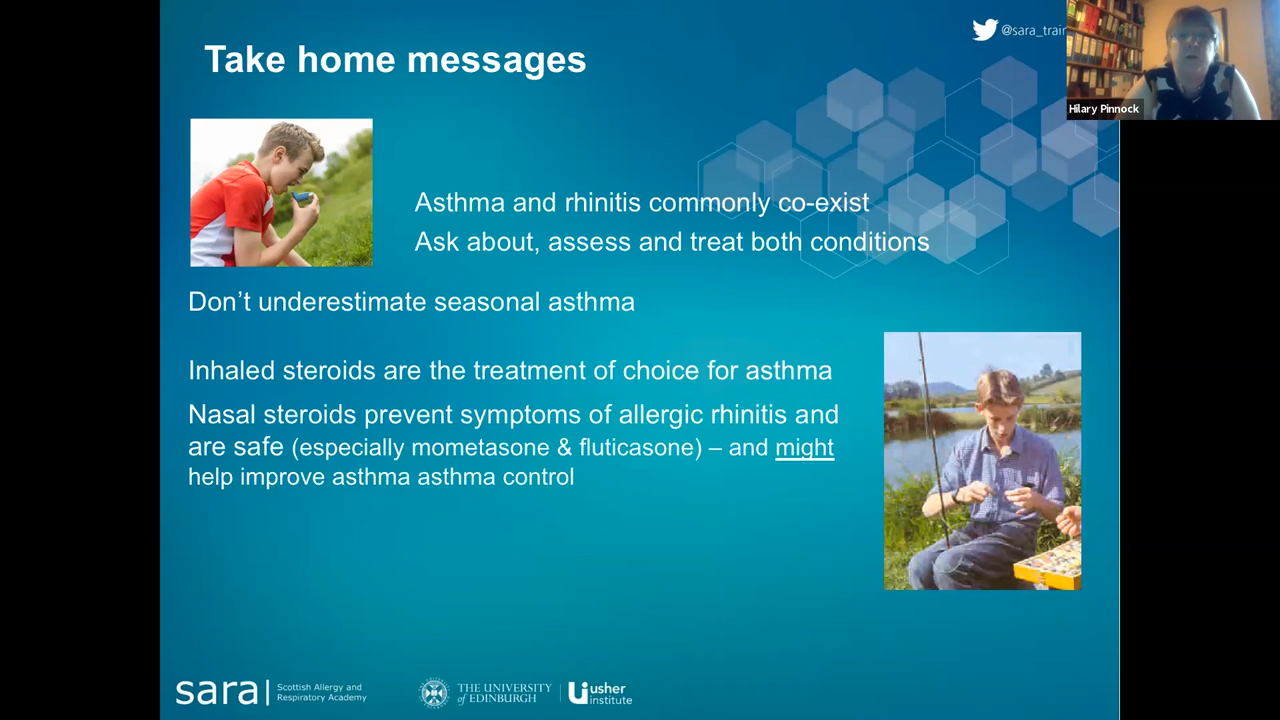 Take home messages
@sara_trai
Hilary Pinnock
Asthma and rhinitis commonly co-exist
Ask about, assess and treat both conditions
Don’t underestimate seasonal asthma
Inhaled steroids are the treatment of choice for asthma
Nasal steroids prevent symptoms of allergic rhinitis and
are safe (especially mometasone & fluticasone) – and might
help improve asthma asthma control
sara
Scottish Allergy and
Respiratory Academy
THE UNIVERSITY
of EDINBURGH
usher
institute